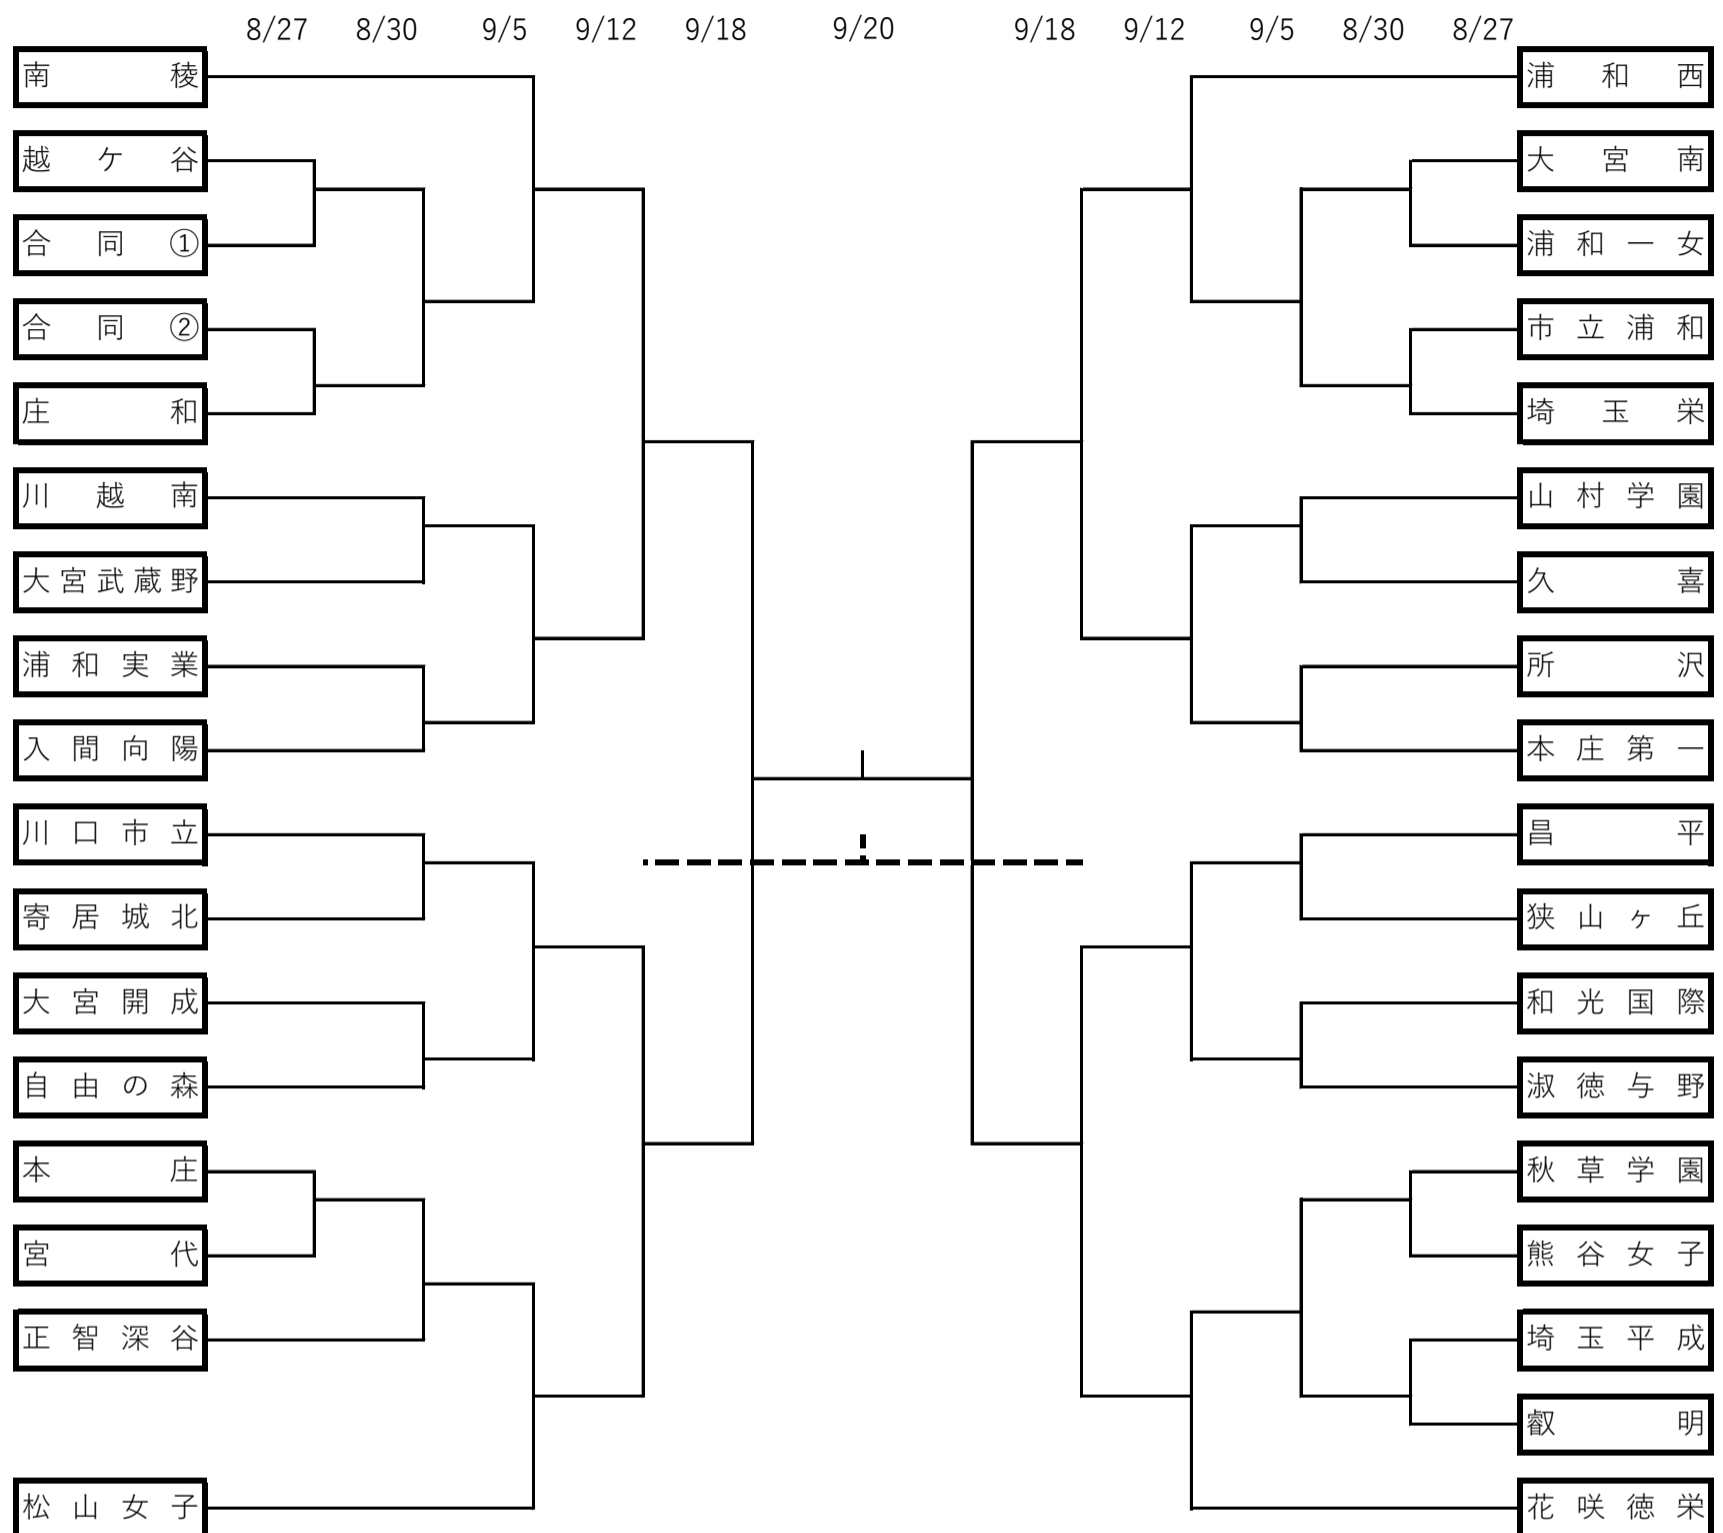 8/27 8/30 9/5 9/12 9/18 9/20 9/18 9/12 9/5 8/30 8/27
南稜 浦和西
越ケ谷 大宮南
合同① 浦和一女
合同② 市立浦和
庄和 埼玉栄
川越南 山村学園
大宮武蔵野 久喜
浦和実業 所沢
入間向陽 本庄第一
川口市立 昌平
寄居城北 狭山ヶ丘
大宮開成 和光国際
自由の森 淑徳与野
本庄 秋草学園
宮代 熊谷女子
正智深谷 埼玉平成
叡明
松山女子 花咲徳栄